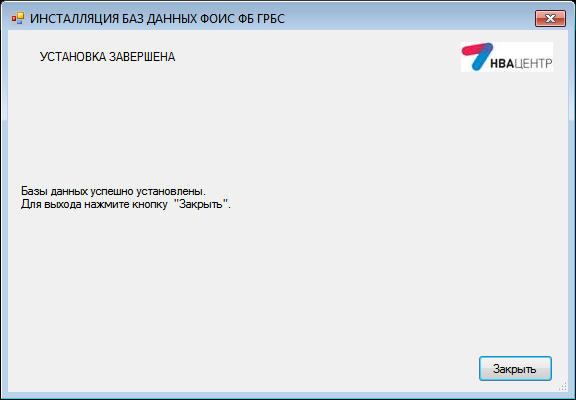 ИНСТАЛЛЯЦИЯ БАЗ ДАННЫХ ФОИС ФБ ГРБС
УСТАНОВКА ЗАВЕРШЕНА
НВАЦЕНТР
Базы данных успешно установлены.
Для выхода нажмите кнопку "Закрыть".
Закрыть